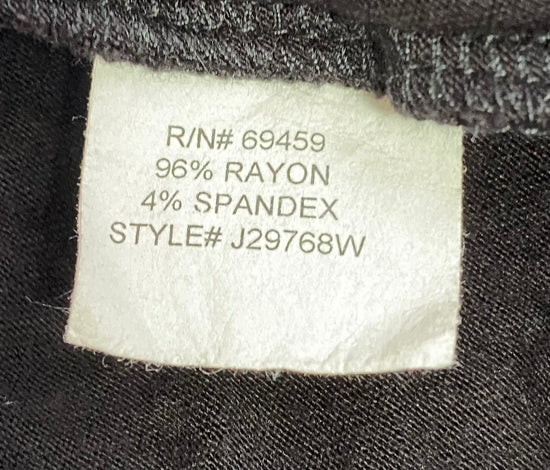 R/N# 69459
96% RAYON
4% SPANDEX
STYLE# J29768W